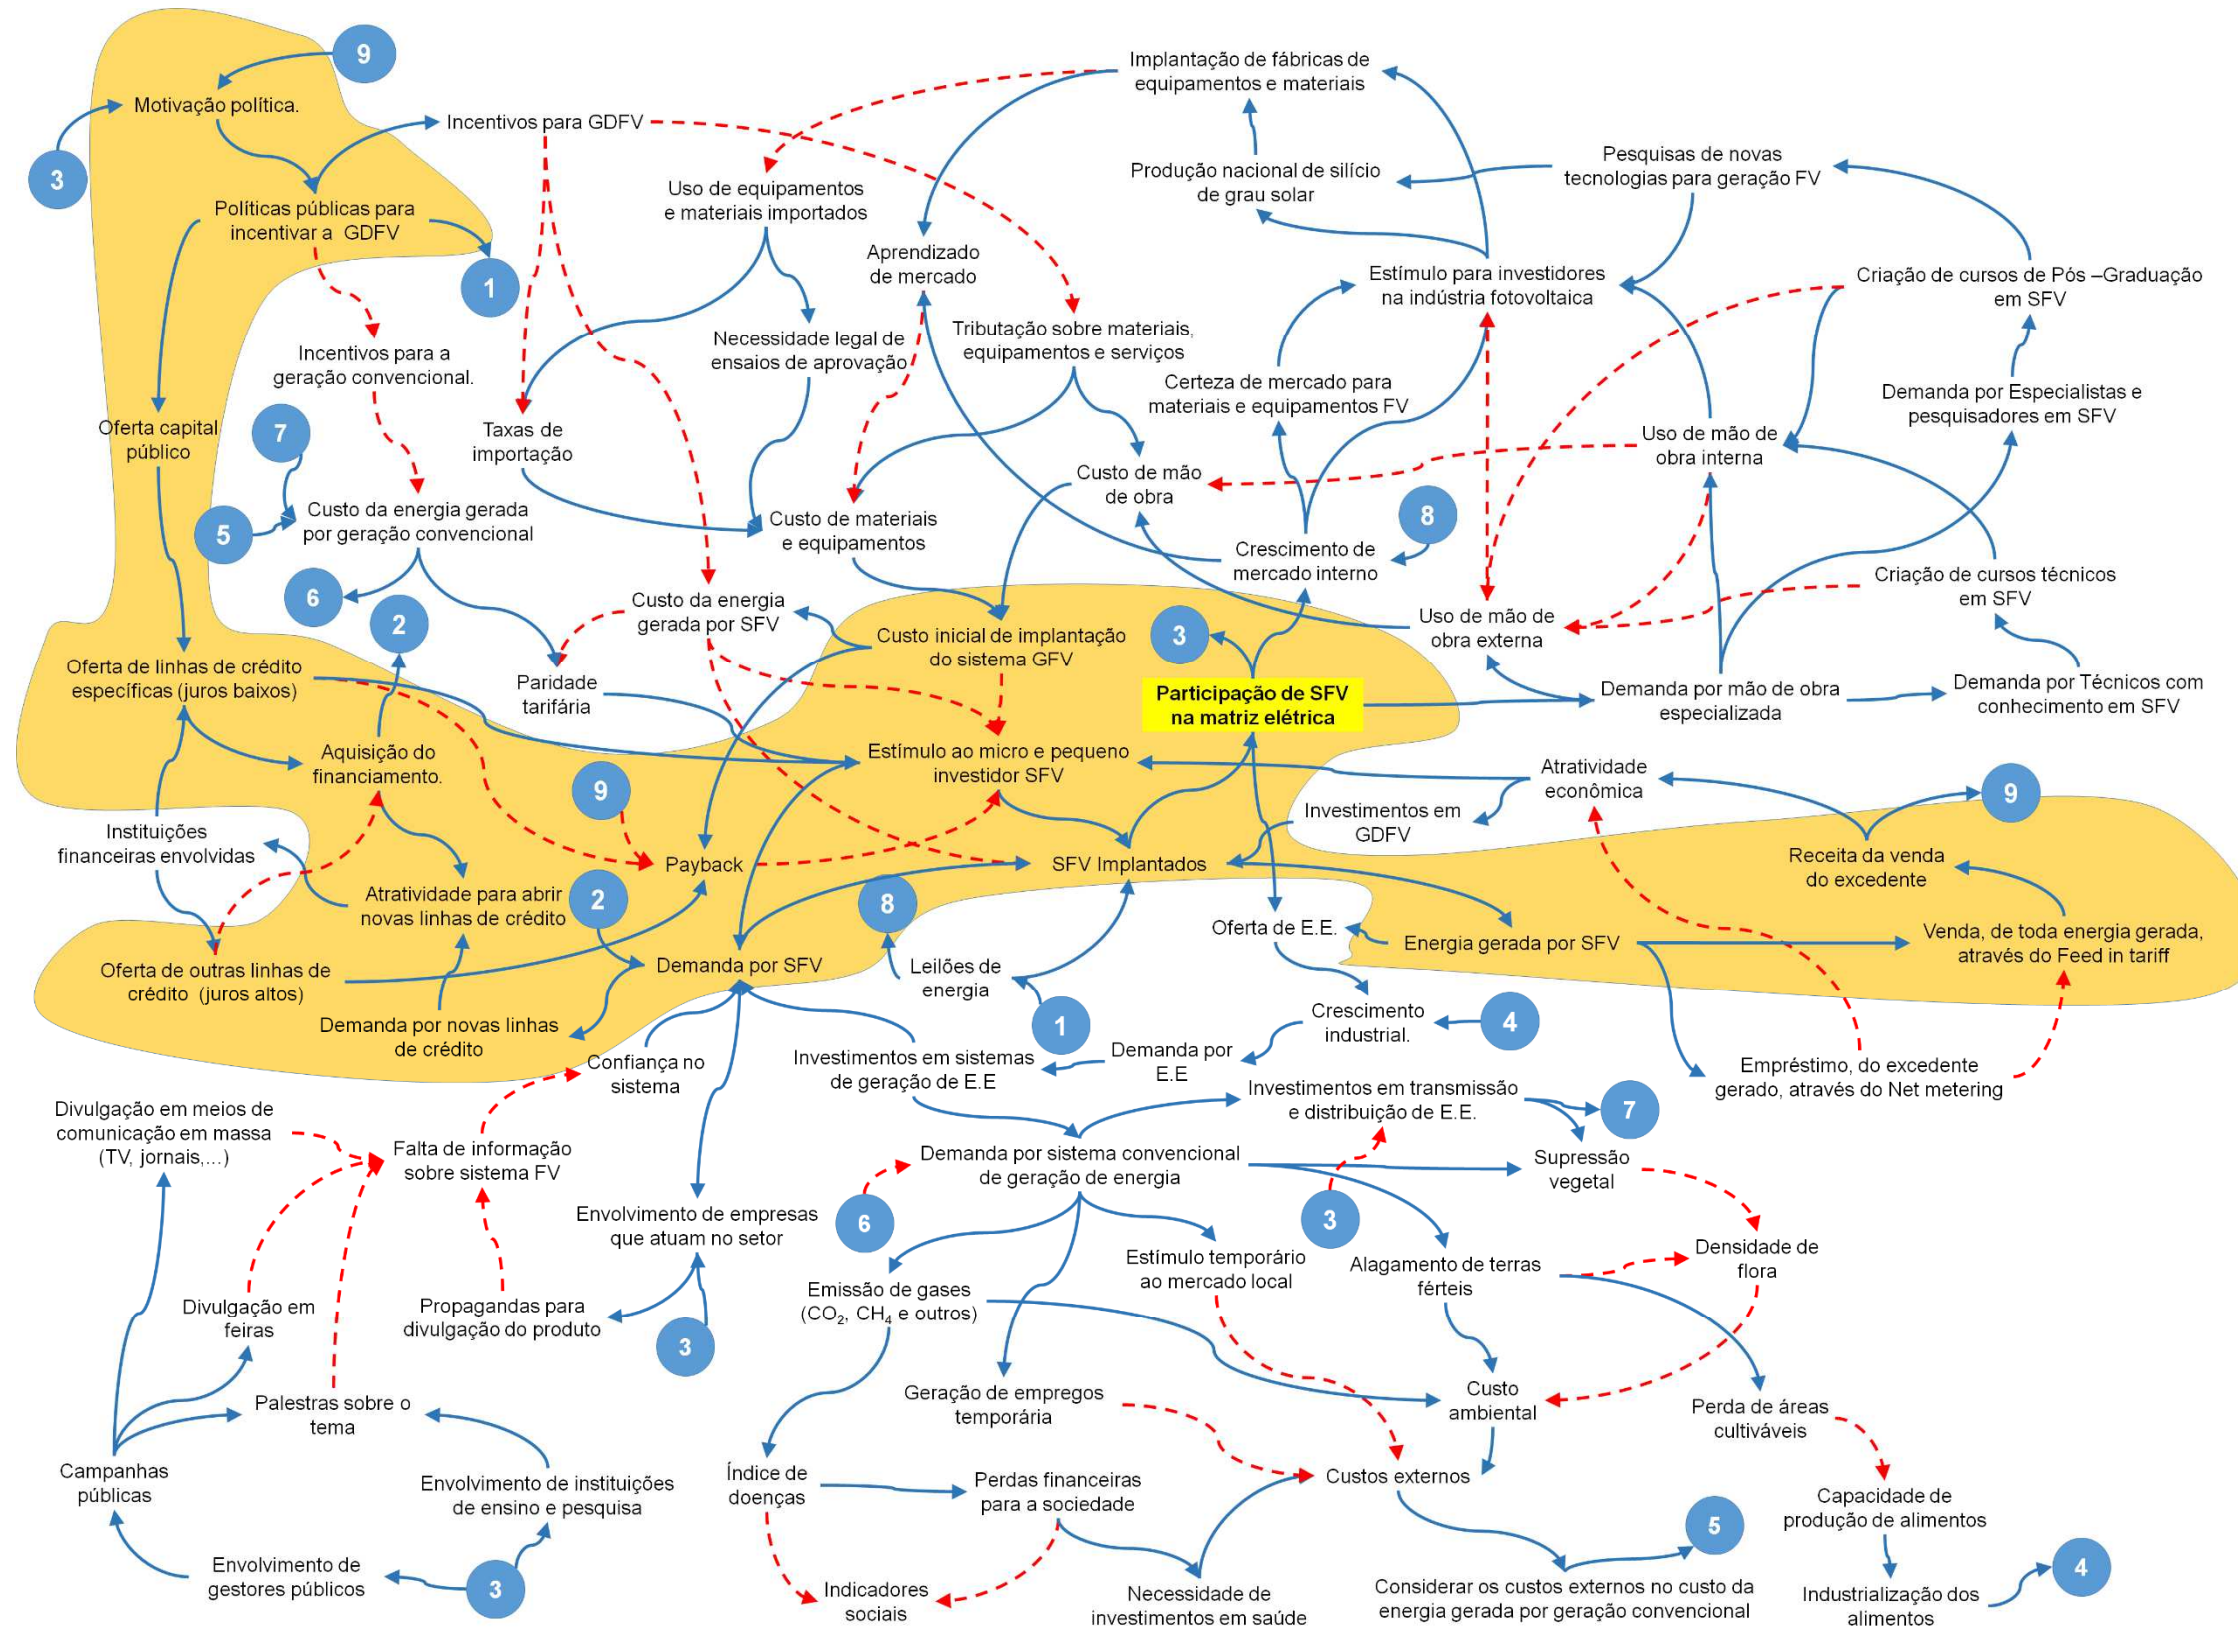 9
Motivação política.
3
Políticas públicas para
incentivar a GDFV
1
Incentivos para GDFV
Implantação de fábricas de
equipamentos e materiais
Produção nacional de silício
de grau solar
Pesquisas de novas
tecnologias para geração FV
Uso de equipamentos
e materiais importados
Aprendizado
de mercado
Estímulo para investidores
na indústria fotovoltaica
Criação de cursos de Pós –Graduação
em SFV
Incentivos para a
geração convencional.
Necessidade legal de
ensaios de aprovação
Tributação sobre materiais,
equipamentos e serviços
Certeza de mercado para
materiais e equipamentos FV
Demanda por Especialistas e
pesquisadores em SFV
Oferta capital
público
7
Taxas de
importação
Uso de mão de
obra interna
Custo de mão
de obra
5
Custo da energia gerada
por geração convencional
Custo de materiais
e equipamentos
8
Crescimento de
mercado interno
Criação de cursos técnicos
em SFV
6
2
Custo da energia
gerada por SFV
Custo inicial de implantação
do sistema GFV
3
Uso de mão de
obra externa
Oferta de linhas de crédito
específicas (juros baixos)
Paridade
tarifária
Participação de SFV
na matriz elétrica
Demanda por mão de obra
especializada
Demanda por Técnicos com
conhecimento em SFV
Aquisição do
financiamento.
9
Estímulo ao micro e pequeno
investidor SFV
Atratividade
econômica
9
Instituições
financeiras envolvidas
Investimentos em
GDFV
Payback
SFV Implantados
Receita da venda
do excedente
Atratividade para abrir
novas linhas de crédito
2
8
Oferta de E.E.
Energia gerada por SFV
Venda, de toda energia gerada,
através do Feed in tariff
Oferta de outras linhas de
crédito (juros altos)
Demanda por SFV
Leilões de
energia
Demanda por novas linhas
de crédito
1
Crescimento
industrial.
4
Confiança no
sistema
Investimentos em sistemas
de geração de E.E
Demanda por
E.E
Empréstimo, do excedente
gerado, através do Net metering
Investimentos em transmissão
e distribuição de E.E.
7
Divulgação em meios de
comunicação em massa
(TV, jornais,...)
Falta de informação
sobre sistema FV
Demanda por sistema convencional
de geração de energia
Supressão
vegetal
6
3
Envolvimento de empresas
que atuam no setor
Estímulo temporário
ao mercado local
Alagamento de terras
férteis
Densidade de
flora
Divulgação em
feiras
Propagandas para
divulgação do produto
3
Emissão de gases
(CO₂, CH₄ e outros)
Palestras sobre o
tema
Geração de empregos
temporária
Custo
ambiental
Perda de áreas
cultiváveis
Campanhas
públicas
Envolvimento de instituições
de ensino e pesquisa
Índice de
doenças
Perdas financeiras
para a sociedade
Custos externos
Capacidade de
produção de alimentos
5
Envolvimento de
gestores públicos
3
Indicadores
sociais
Necessidade de
investimentos em saúde
Considerar os custos externos no custo da
energia gerada por geração convencional
Industrialização dos
alimentos
4